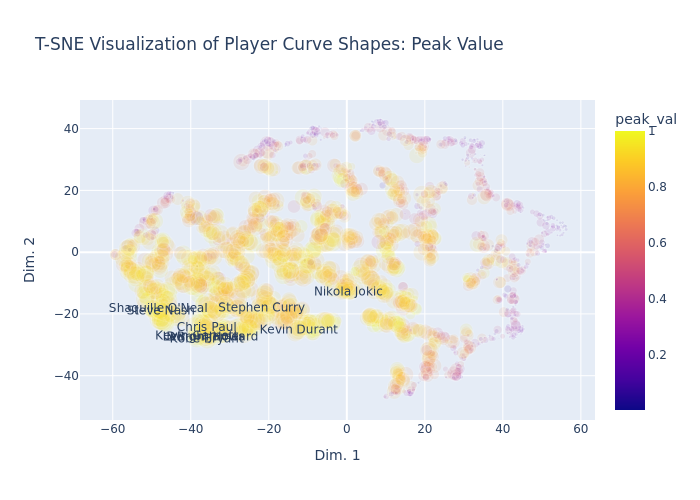 T-SNE Visualization of Player Curve Shapes: Peak Value
peak_val
1
0.8
0.6
0.4
0.2
40
20
0
−20
−40
Dim. 2
Nikola Jokic
Shaquille O'Neal
Steve Nash
Stephen Curry
Chris Paul
Kevin Durant
Kobe Bryant
−60
−40
−20
0
20
40
60
Dim. 1